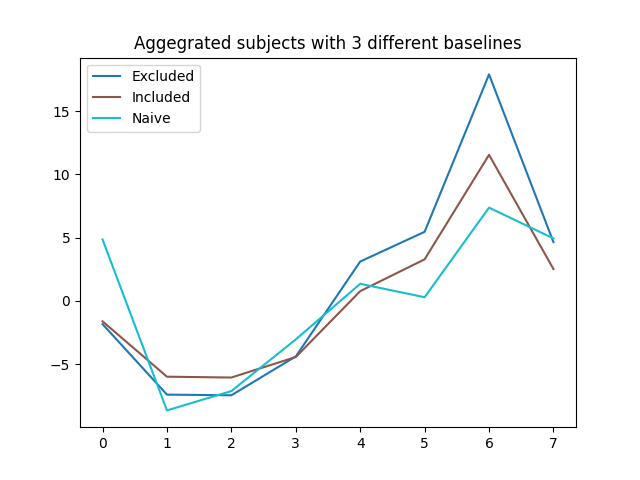 Aggegrated subjects with 3 different baselines
Excluded
Included
Naive
15
10
5
0
−5
0 1 2 3 4 5 6 7